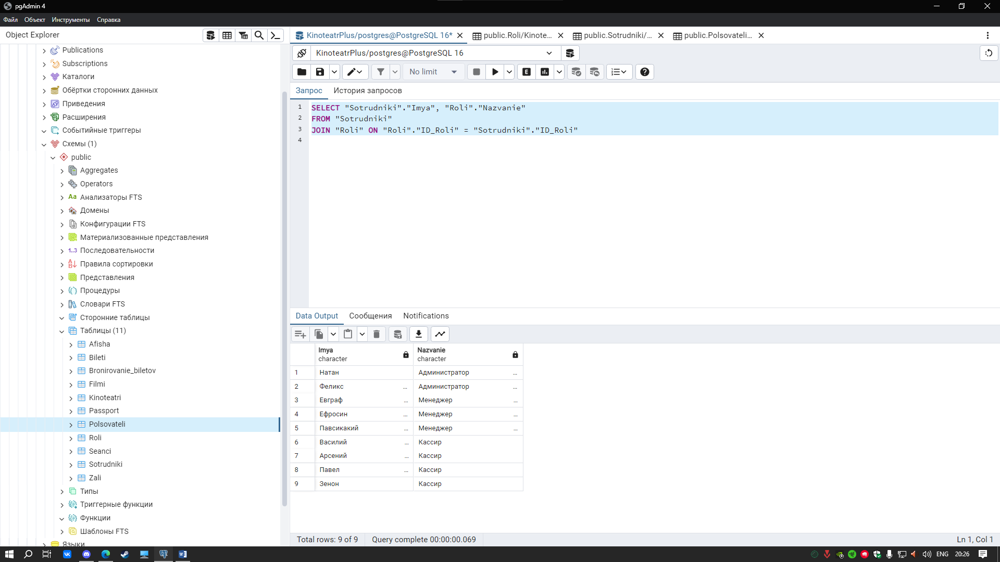 pgAdmin 4
Файл Объект Инструменты Справка
Object Explorer
Publications
Subscriptions
Каталоги
Обёртки сторонних данных
Приведения
Расширения
Событийные триггеры
Схемы (1)
public
Aggregates
Operators
Aa Анализаторы FTS
Домены
Конфигурации FTS
Материализованные представления
1..3 Последовательности
Правила сортировки
Представления
Процедуры
Словари FTS
Сторонние таблицы
Таблицы (11)
Afisha
Bileti
Bronirovanie_biletov
Filmi
Kinoteatri
Passport
Polsovateli
Roli
Seanci
Sotrudniki
Zali
Типы
Триггерные функции
Функции
Шаблоны FTS
Языки
KinoteatrPlus/postgres@PostgreSQL 16* public.Roli/Kinote... public.Sotrudniki/... public.Polsovateli...
KinoteatrPlus/postgres@PostgreSQL 16
No limit E
Запрос История запросов
1 SELECT "Sotrudniki"."Imya", "Roli"."Nazvanie"
2 FROM "Sotrudniki"
3 JOIN "Roli" ON "Roli"."ID_Roli" = "Sotrudniki"."ID_Roli"
4
Data Output Сообщения Notifications
Imya Nazvanie
character character
1 Натан Администратор ...
2 Феликс ... Администратор ...
3 Евграф ... Менеджер ...
4 Ефросин ... Менеджер ...
5 Павсикакий ... Менеджер ...
6 Василий ... Кассир
7 Арсений ... Кассир
8 Павел ... Кассир
9 Зенон Кассир
Total rows: 9 of 9 Query complete 00:00:00.069 Ln 1, Col 1
ENG 20:26